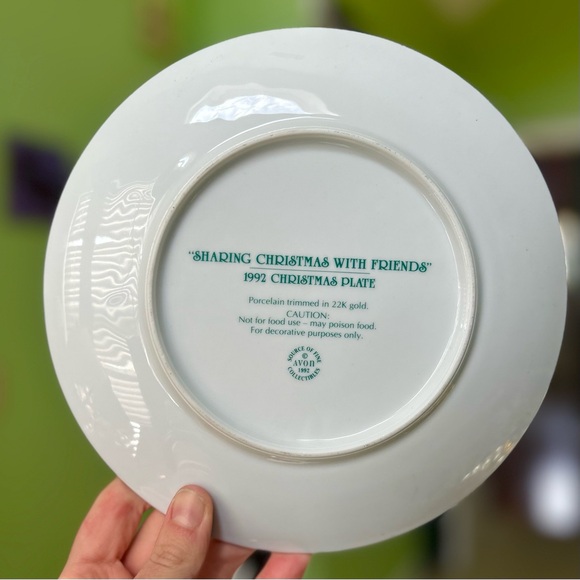 "SHARING CHRISTMAS WITH FRIENDS"
1992 CHRISTMAS PLATE
Porcelain trimmed in 22K gold.
CAUTION:
Not for food use – may poison food.
For decorative purposes only.
SOURCE OF FINE
©
AVON
1992
COLLECTIBLES